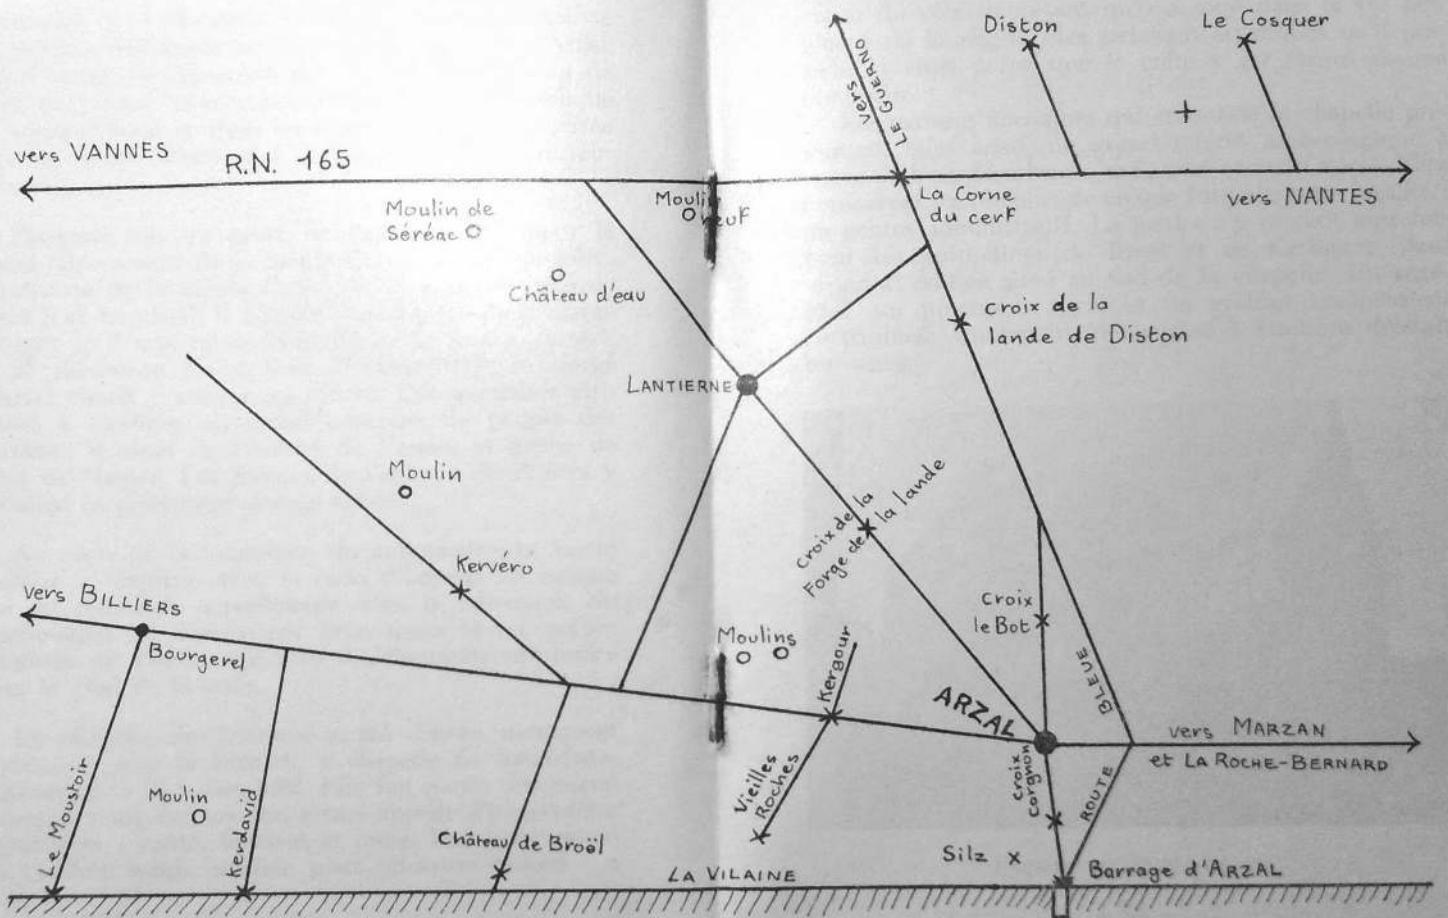 Diston
Le Cosquer
vers
LE GUERNO
vers VANNES
R.N. 165
vers NANTES
La Corne
du cerf
Moulin de
Séréac
Moulin
neuf
Château d'eau
Croix de la
lande de Diston
LANTIERNE
Moulin
Croix de la
Forge de la lande
Kervero
vers BILLIERS
Bourgerel
Croix
le Bot
Moulins
Kergour
ARZAL
vers MARZAN
et LA ROCHE-BERNARD
ROUTE BLEUE
Le Moustoir
Moulin
Kerdavid
Château de Broël
Vieilles
Roches
Croix
Silz
Barrage d'ARZAL
LA VILAINE